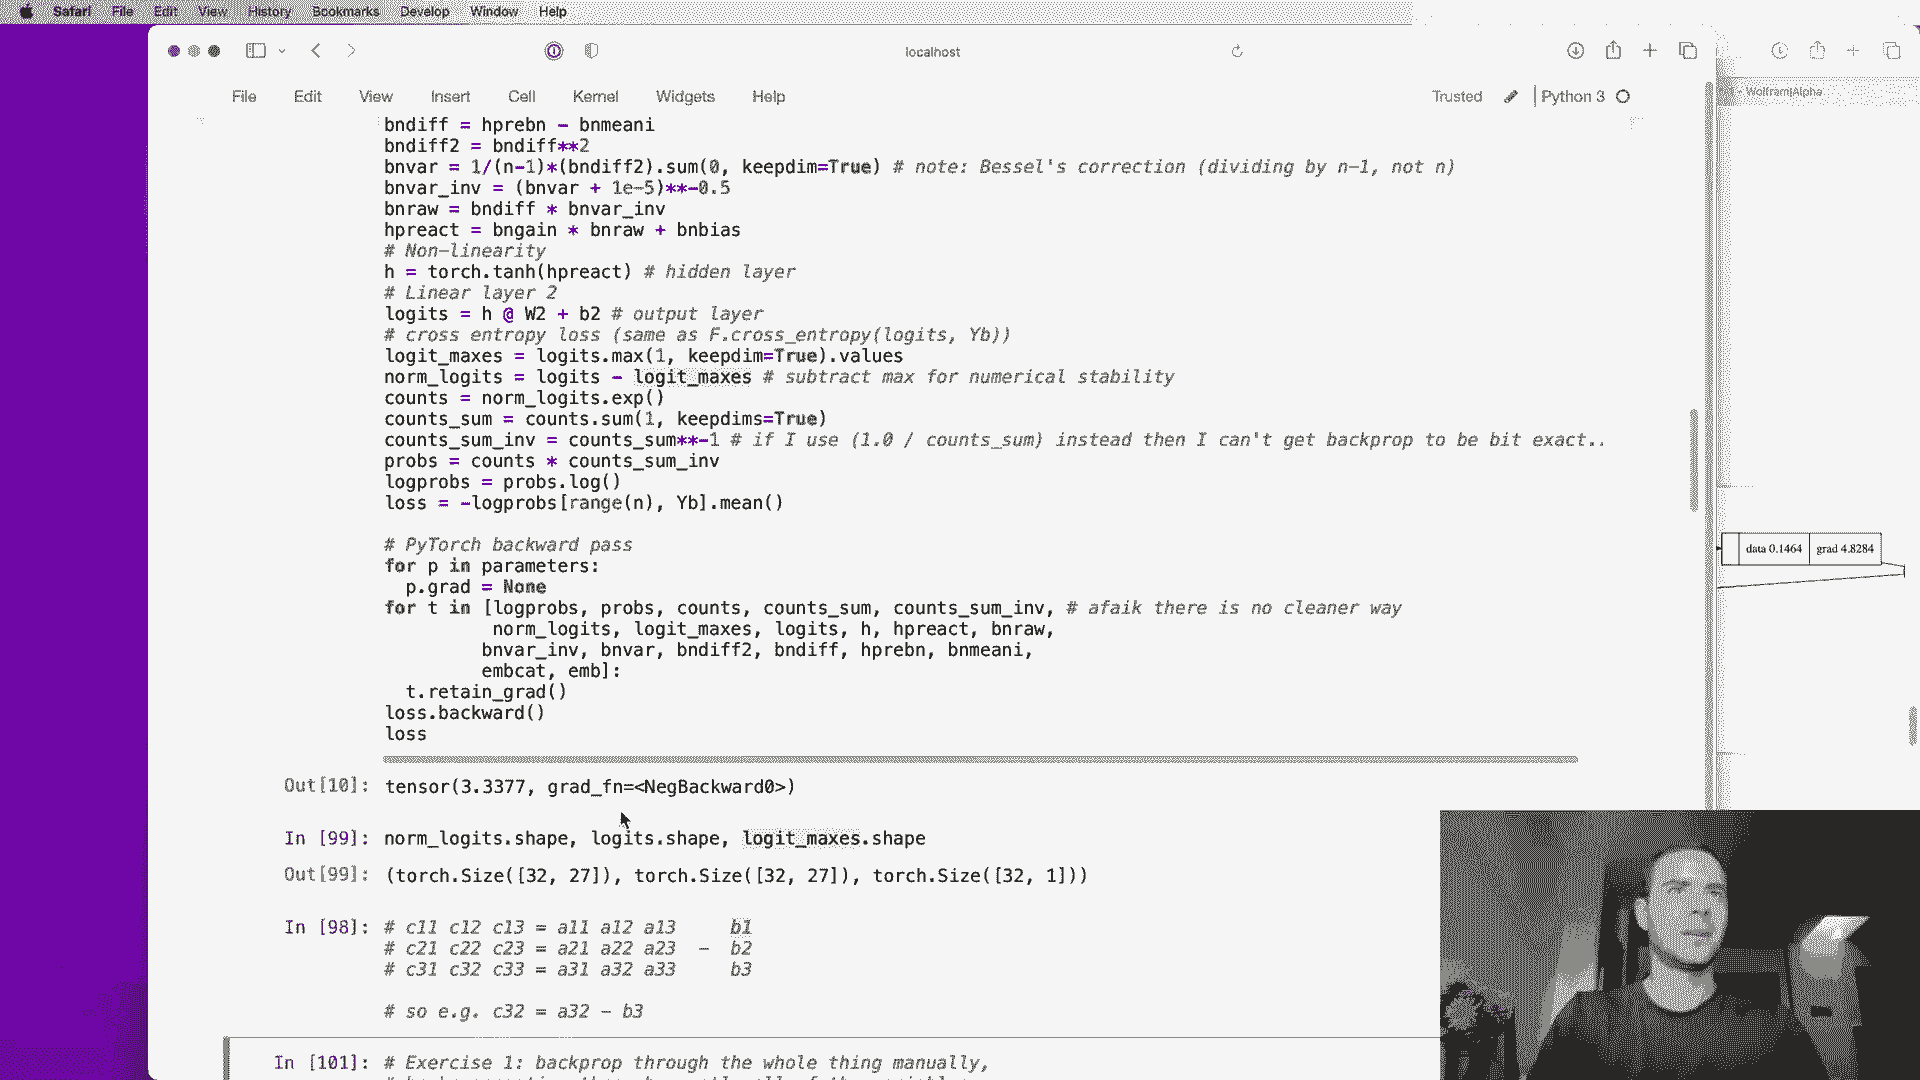 Safari File Edit View History Bookmarks Develop Window Help
localhost
File Edit View Insert Cell Kernel Widgets Help
Trusted Python 3
- Wolfram|Alpha
bndiff = hprebn - bnmeani
bndiff2 = bndiff**2
bnvar = 1/(n-1)*(bndiff2).sum(0, keepdim=True) # note: Bessel's correction (dividing by n-1, not n)
bnvar_inv = (bnvar + 1e-5)**-0.5
bnraw = bndiff * bnvar_inv
hpreact = bngain * bnraw + bnbias
# Non-linearity
h = torch.tanh(hpreact) # hidden layer
# Linear layer 2
logits = h @ W2 + b2 # output layer
# cross entropy loss (same as F.cross_entropy(logits, Yb))
logit_maxes = logits.max(1, keepdim=True).values
norm_logits = logits - logit_maxes # subtract max for numerical stability
counts = norm_logits.exp()
counts_sum = counts.sum(1, keepdims=True)
counts_sum_inv = counts_sum**-1 # if I use (1.0 / counts_sum) instead then I can't get backprop to be bit exact..
probs = counts * counts_sum_inv
logprobs = probs.log()
loss = -logprobs[range(n), Yb].mean()
# PyTorch backward pass
for p in parameters:
p.grad = None
for t in [logprobs, probs, counts, counts_sum, counts_sum_inv, # afaik there is no cleaner way
norm_logits, logit_maxes, logits, h, hpreact, bnraw,
bnvar_inv, bnvar, bndiff2, bndiff, hprebn, bnmeani,
embcat, emb]:
t.retain_grad()
loss.backward()
loss
data 0.1464 grad 4.8284
Out[10]: tensor(3.3377, grad_fn=<NegBackward0>)
In [99]: norm_logits.shape, logits.shape, logit_maxes.shape
Out[99]: (torch.Size([32, 27]), torch.Size([32, 27]), torch.Size([32, 1]))
In [98]: # c11 c12 c13 = a11 a12 a13 b1
# c21 c22 c23 = a21 a22 a23 - b2
# c31 c32 c33 = a31 a32 a33 b3
# so e.g. c32 = a32 - b3
In [101]: # Exercise 1: backprop through the whole thing manually,